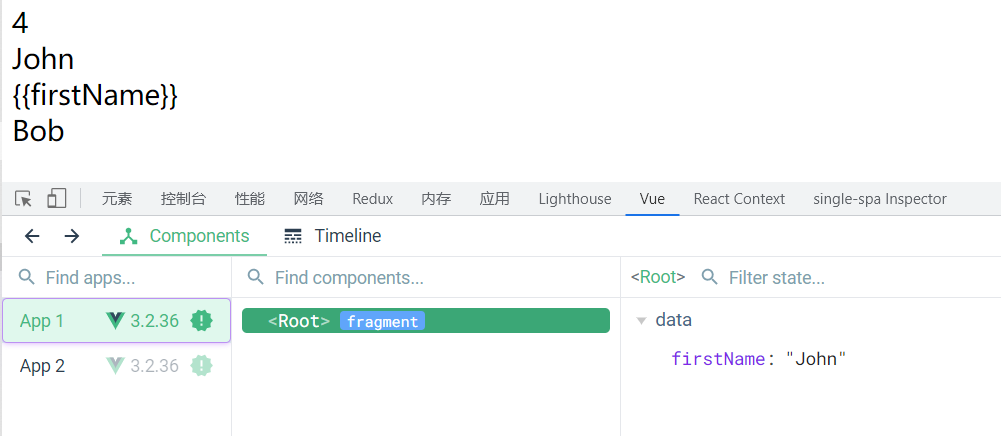 4
John
{{firstName}}
Bob
元素 控制台 性能 网络 Redux 内存 应用 Lighthouse Vue React Context single-spa Inspector
Components Timeline
Find apps... Find components... <Root> Filter state...
App 1 3.2.36 <Root> fragment data
firstName: "John"
App 2 3.2.36